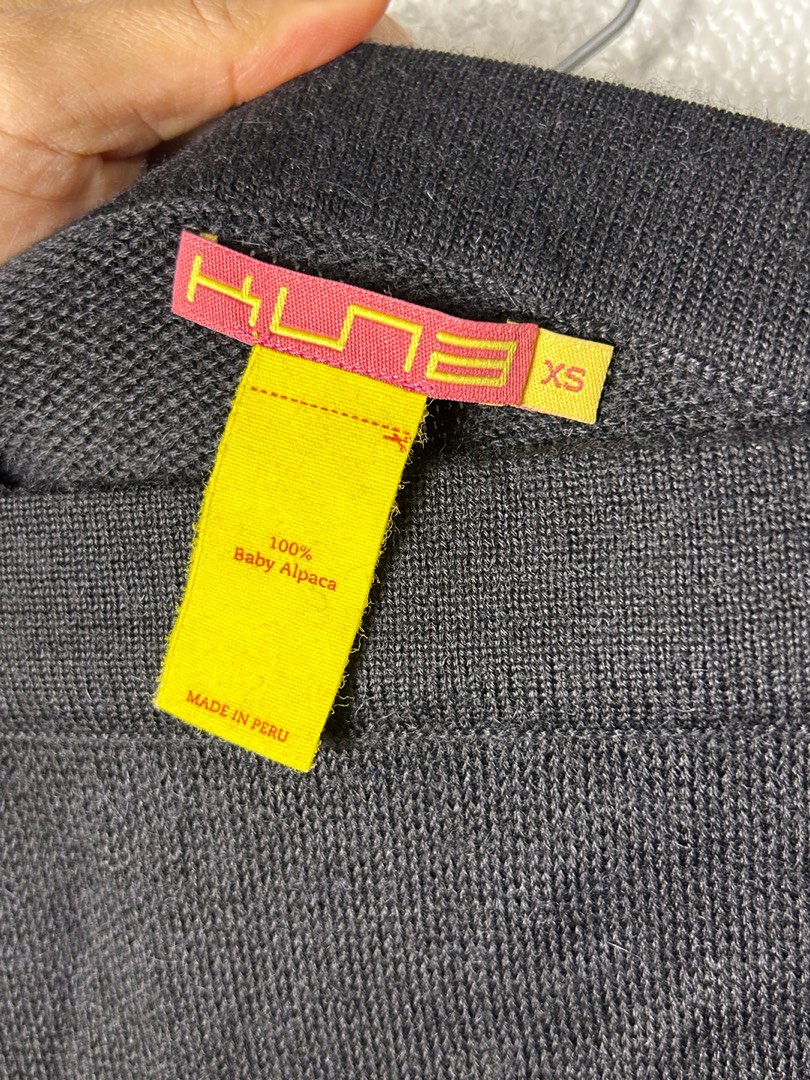 kuna
XS
100%
Baby Alpaca
MADE IN PERU